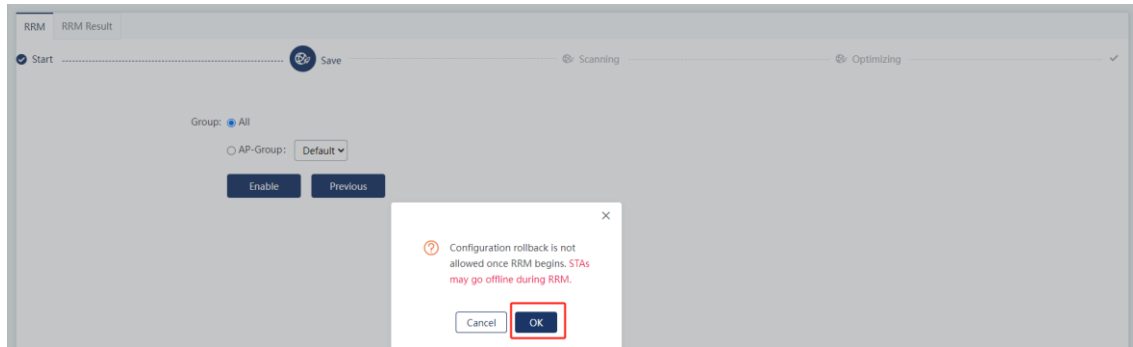 RRM RRM Result
Start Save Scanning Optimizing
Group: All
AP-Group: Default
Enable Previous
Configuration rollback is not
allowed once RRM begins. STAs
may go offline during RRM.
Cancel OK